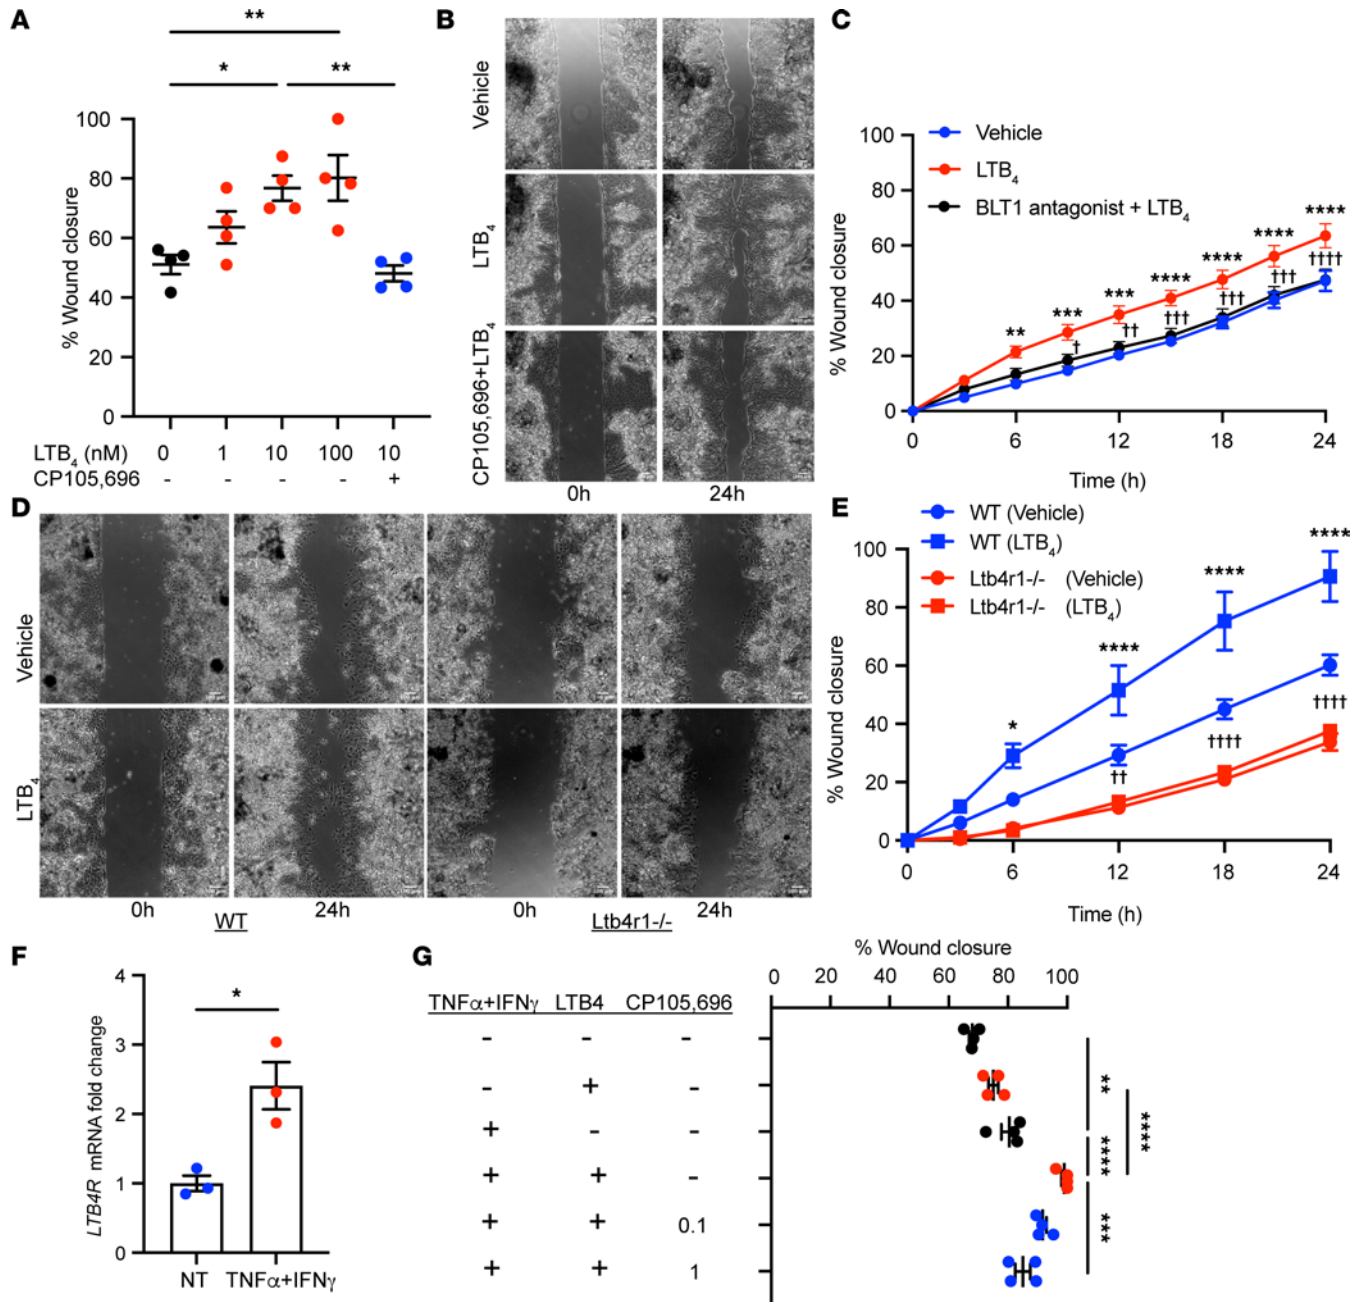 A
**
*
**
100
80
60
40
20
0
% Wound closure
LTB4 (nM) 0 1 10 100 10
CP105,696 - - - - +
B
Vehicle
LTB4
CP105,696+LTB4
0h 24h
C
Vehicle
LTB4
BLT1 antagonist + LTB4
100
80
60
40
20
0
% Wound closure
** *** *** **** **** **** ****
† †† ††† ††† ††† ††††
0 6 12 18 24
Time (h)
D
Vehicle
LTB4
0h 24h 0h 24h
WT Ltb4r1-/-
E
WT (Vehicle)
WT (LTB4)
Ltb4r1-/- (Vehicle)
Ltb4r1-/- (LTB4)
100
80
60
40
20
0
% Wound closure
* **** **** ****
†† †††† ††††
0 6 12 18 24
Time (h)
F
*
4
3
2
1
0
LTB4R mRNA fold change
NT TNFα+IFNγ
G
% Wound closure
0 20 40 60 80 100
TNFα+IFNγ LTB4 CP105,696
- - -
- + -
+ - -
+ + -
+ + 0.1
+ + 1
**
****
****
***